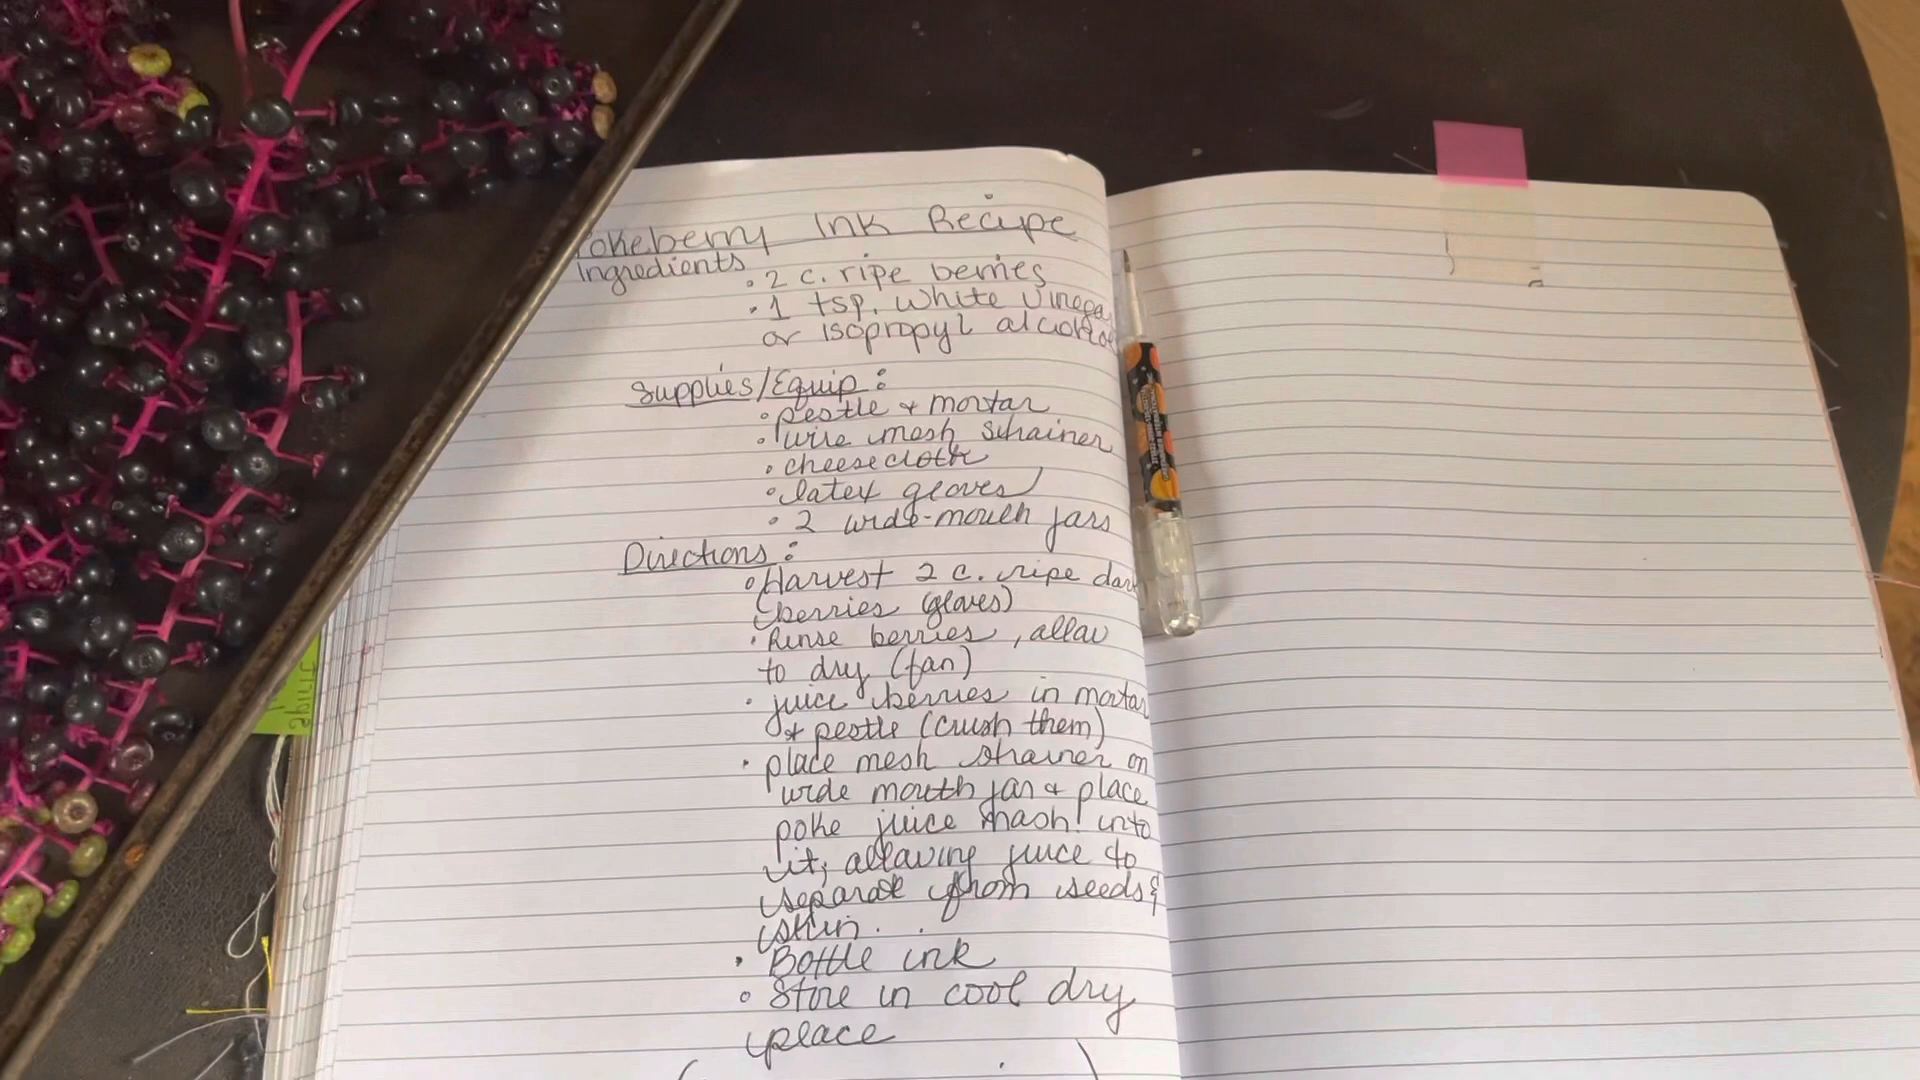 Pokeberry Ink Recipe
Ingredients
• 2 c. ripe berries
• 1 tsp. white vinega
or isopropyl alcohol
Supplies/Equip:
• pestle + mortar
• wire mesh strainer
• cheesecloth
• latex gloves
• 2 wide-mouth jars
Directions:
• Harvest 2 c. ripe dark
berries (gloves)
• Rinse berries, allow
to dry (fan)
• juice berries in mortar
+ pestle (crush them)
• place mesh strainer on
wide mouth jar + place
poke juice mash! into
it, allowing juice to
separate from seeds &
skin.
• Bottle ink
• Store in cool dry
place